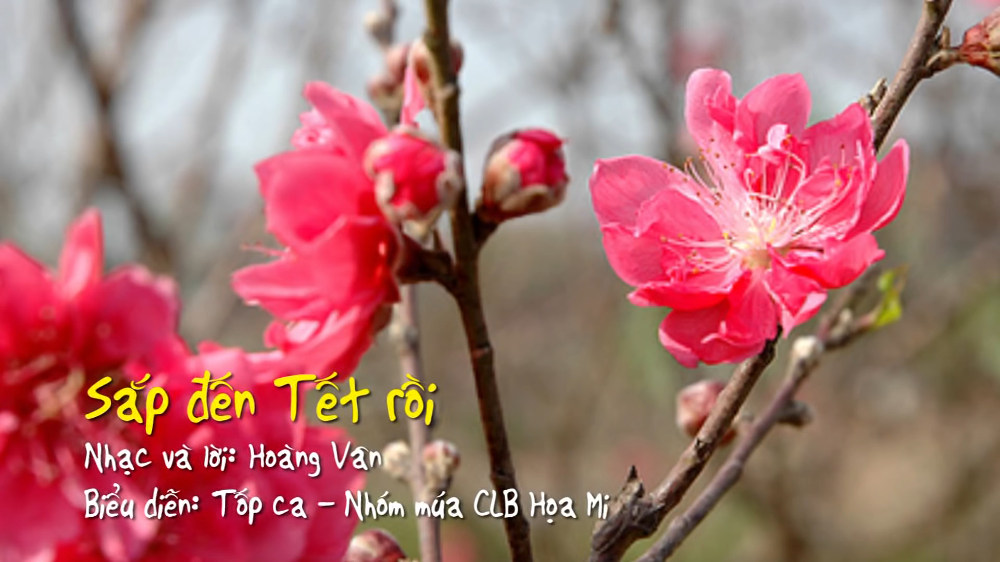 Sắp đến Tết rồi
Nhạc và lời: Hoàng Vân
Biểu diễn: Tốp ca - Nhóm múa CLB Họa Mi